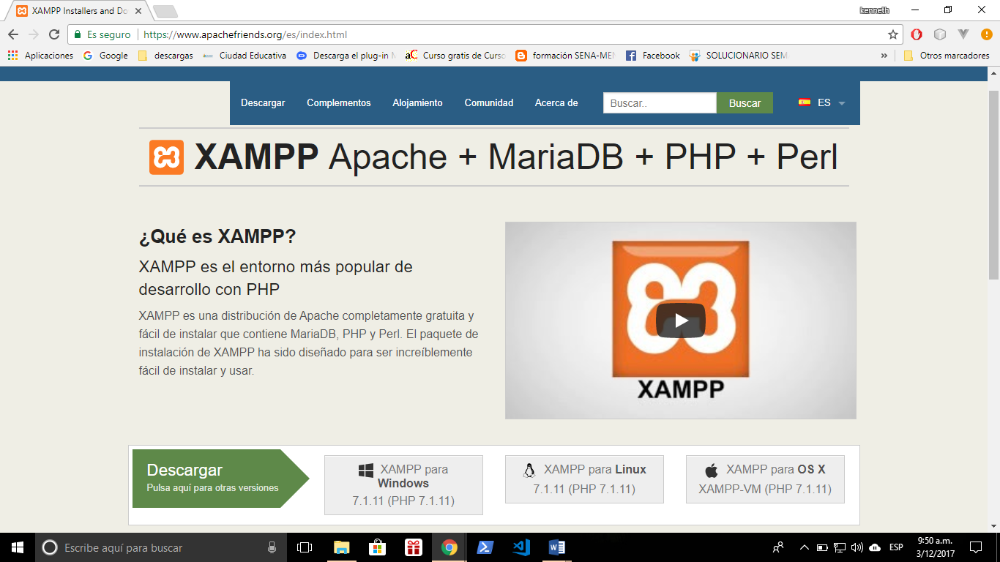 XAMPP Installers and Do
kenneth
Es seguro
https://www.apachefriends.org/es/index.html
Aplicaciones
Google
descargas
Ciudad Educativa
Descarga el plug-in
Curso gratis de Curso
formación SENA-MEN
Facebook
SOLUCIONARIO SEM
»
Otros marcadores
Descargar
Complementos
Alojamiento
Comunidad
Acerca de
Buscar..
Buscar
ES
XAMPP Apache + MariaDB + PHP + Perl
¿Qué es XAMPP?
XAMPP es el entorno más popular de
desarrollo con PHP
XAMPP es una distribución de Apache completamente gratuita y
fácil de instalar que contiene MariaDB, PHP y Perl. El paquete de
instalación de XAMPP ha sido diseñado para ser increíblemente
fácil de instalar y usar.
XAMPP
Descargar
Pulsa aquí para otras versiones
XAMPP para
Windows
7.1.11 (PHP 7.1.11)
XAMPP para Linux
7.1.11 (PHP 7.1.11)
XAMPP para OS X
XAMPP-VM (PHP 7.1.11)
Escribe aquí para buscar
ESP
9:50 a.m.
3/12/2017